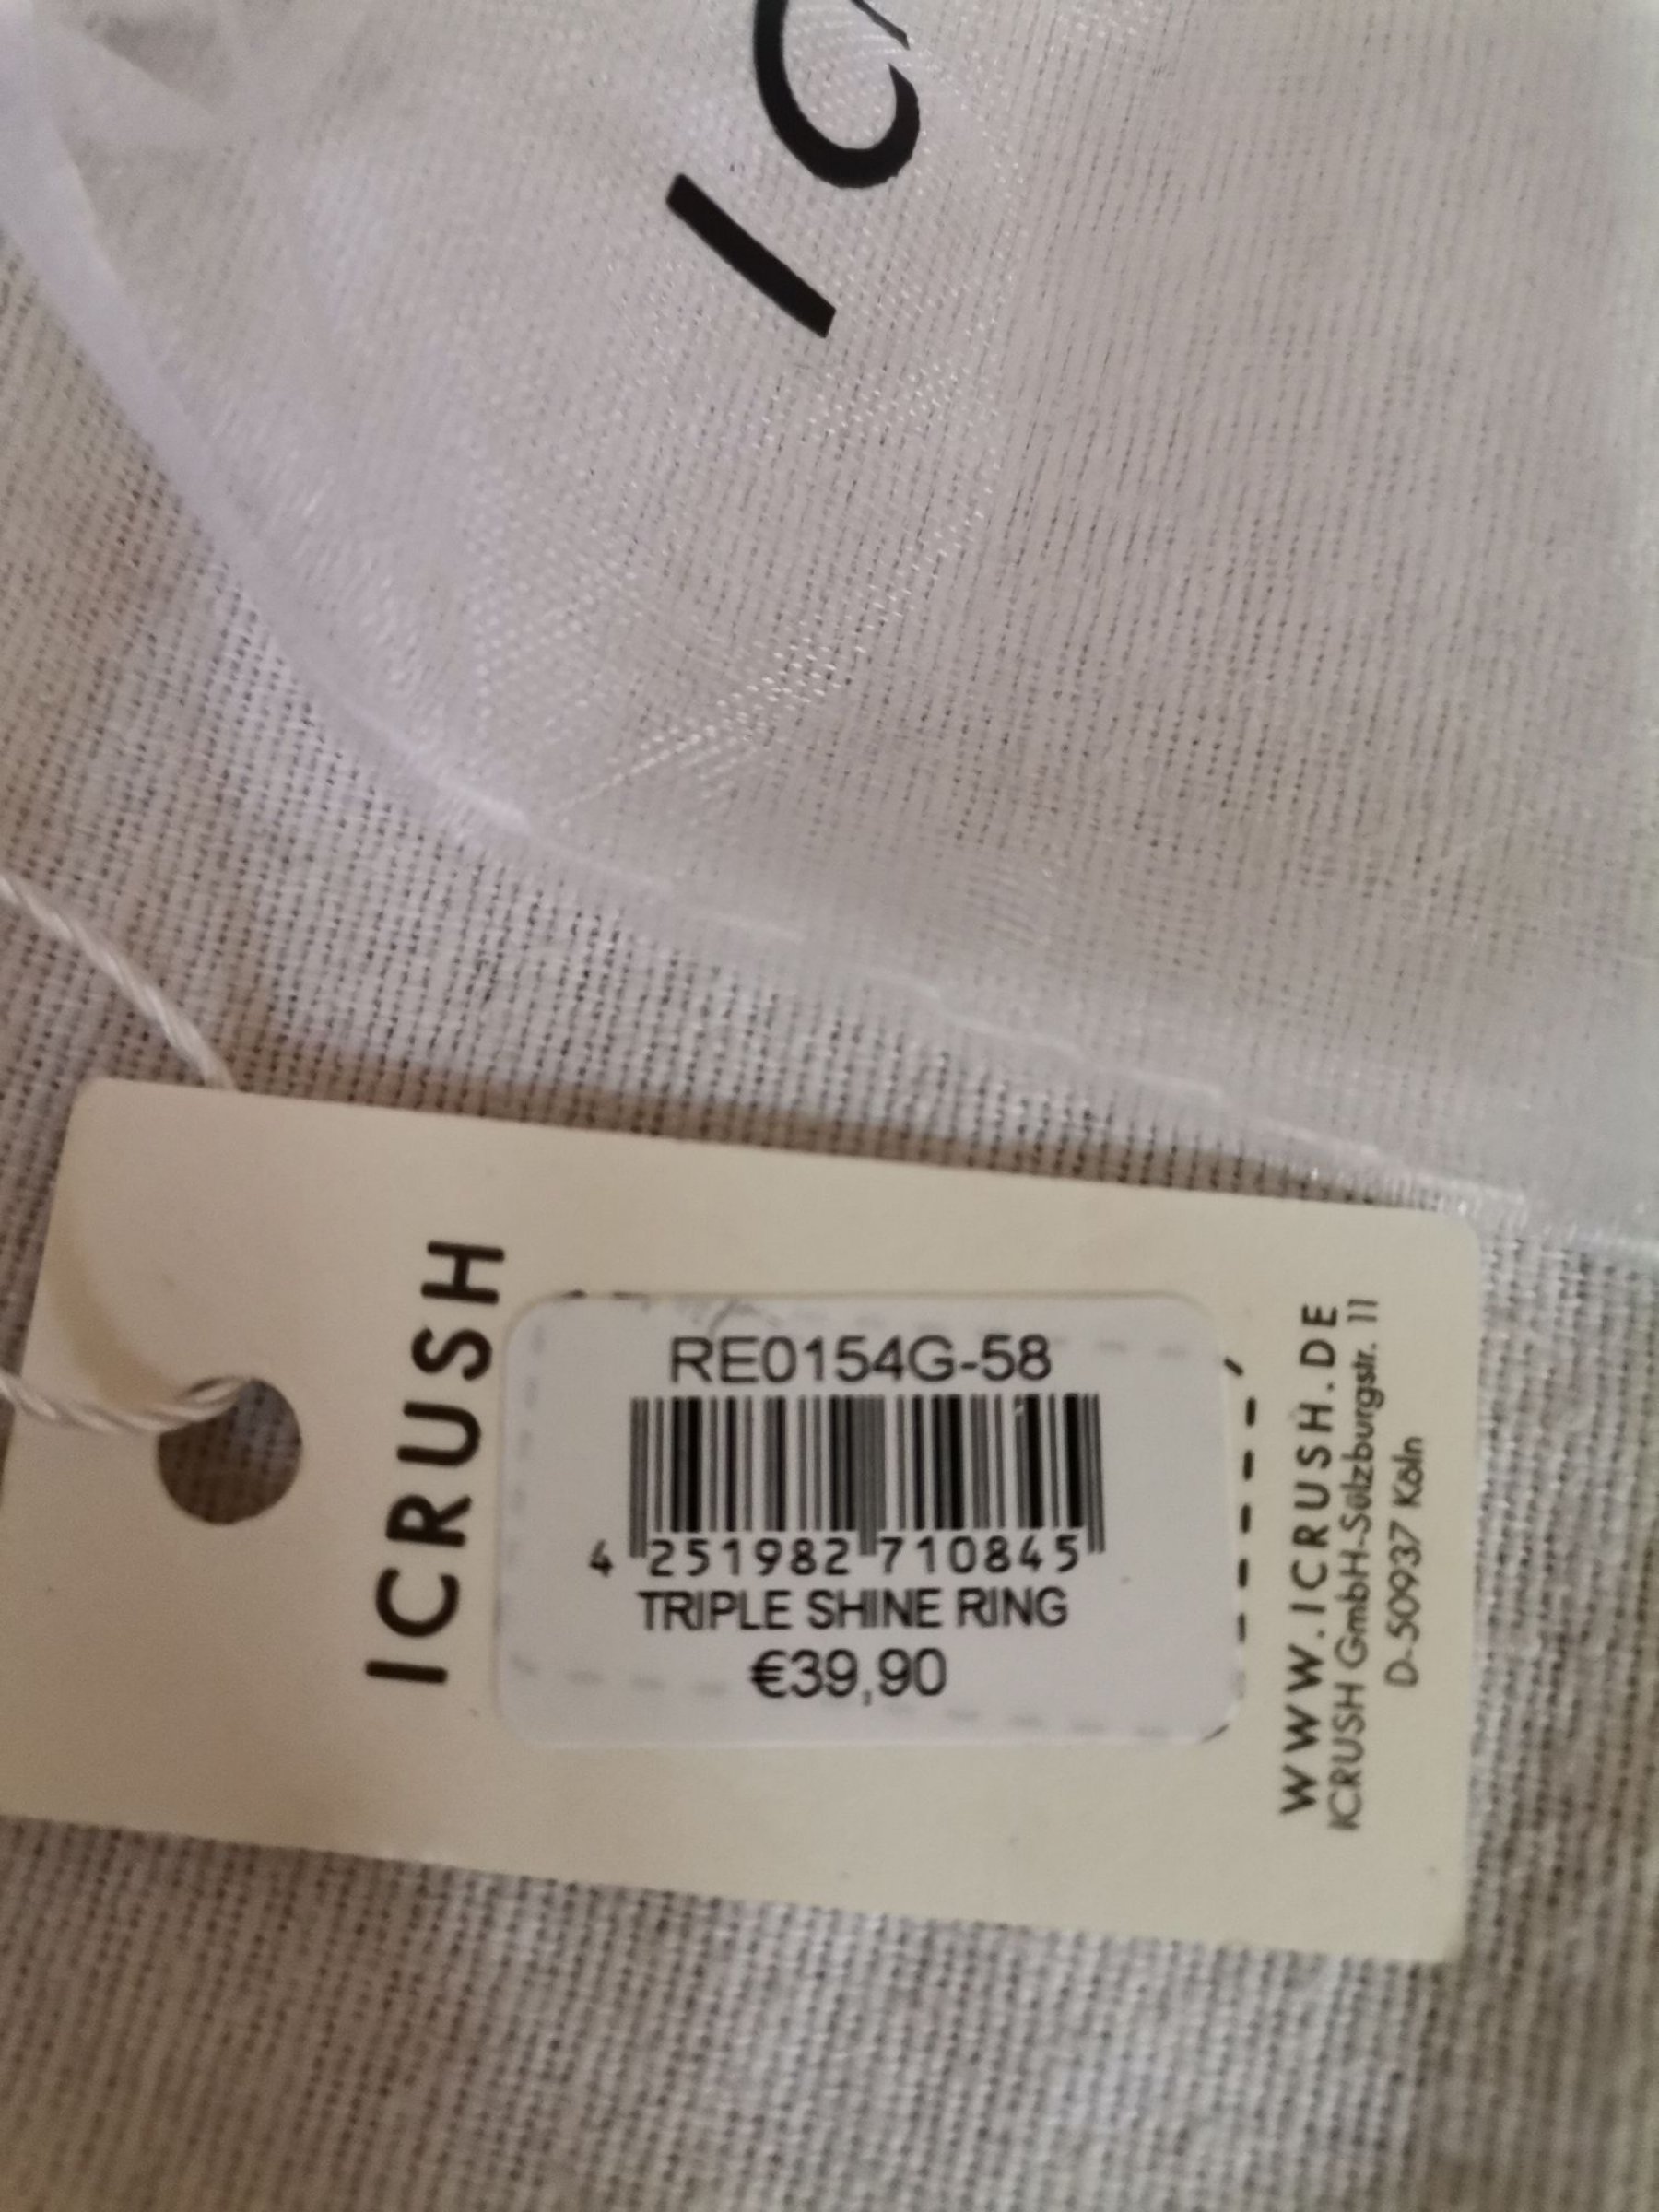 IC
ICRUSH
RE0154G-58
4 251982 710845
TRIPLE SHINE RING
€39,90
WWW.ICRUSH.DE
ICRUSH GmbH-Sülzburgstr. 11
D-50937 Köln